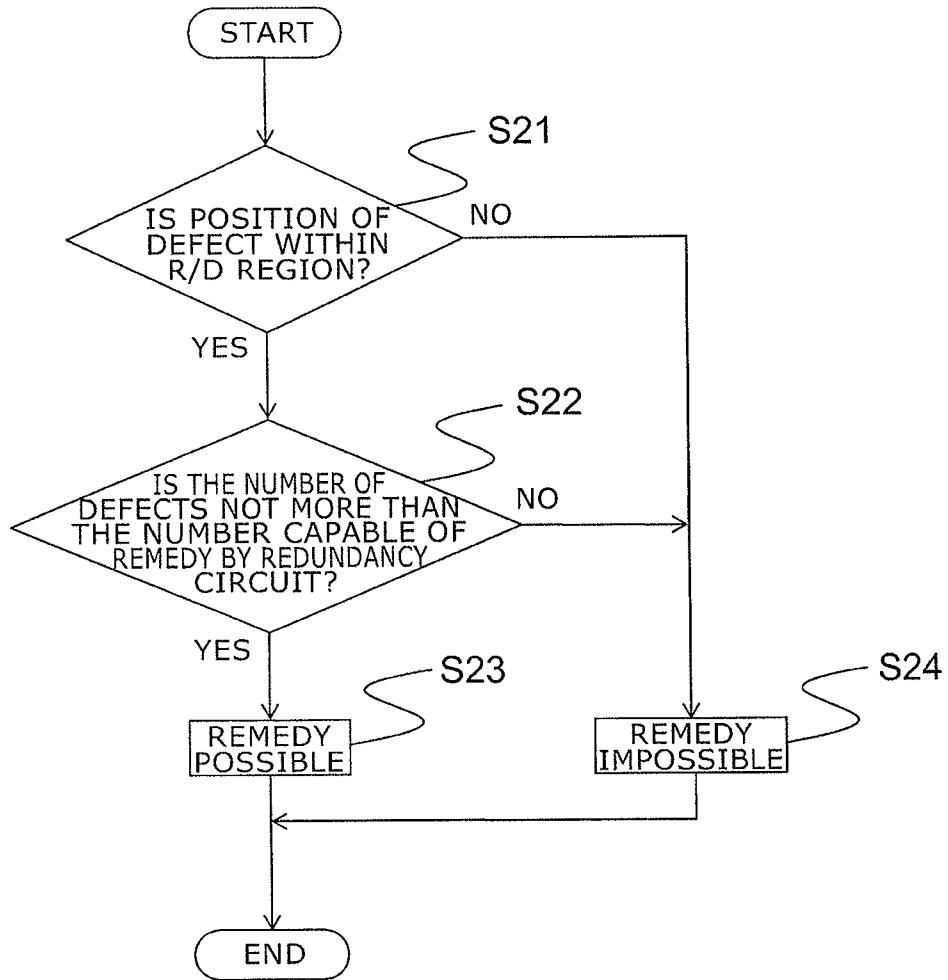 START
S21
IS POSITION OF
DEFECT WITHIN
R/D REGION?
NO
YES
S22
IS THE NUMBER OF
DEFECTS NOT MORE THAN
THE NUMBER CAPABLE OF
REMEDY BY REDUNDANCY
CIRCUIT?
NO
YES
S23
REMEDY
POSSIBLE
S24
REMEDY
IMPOSSIBLE
END